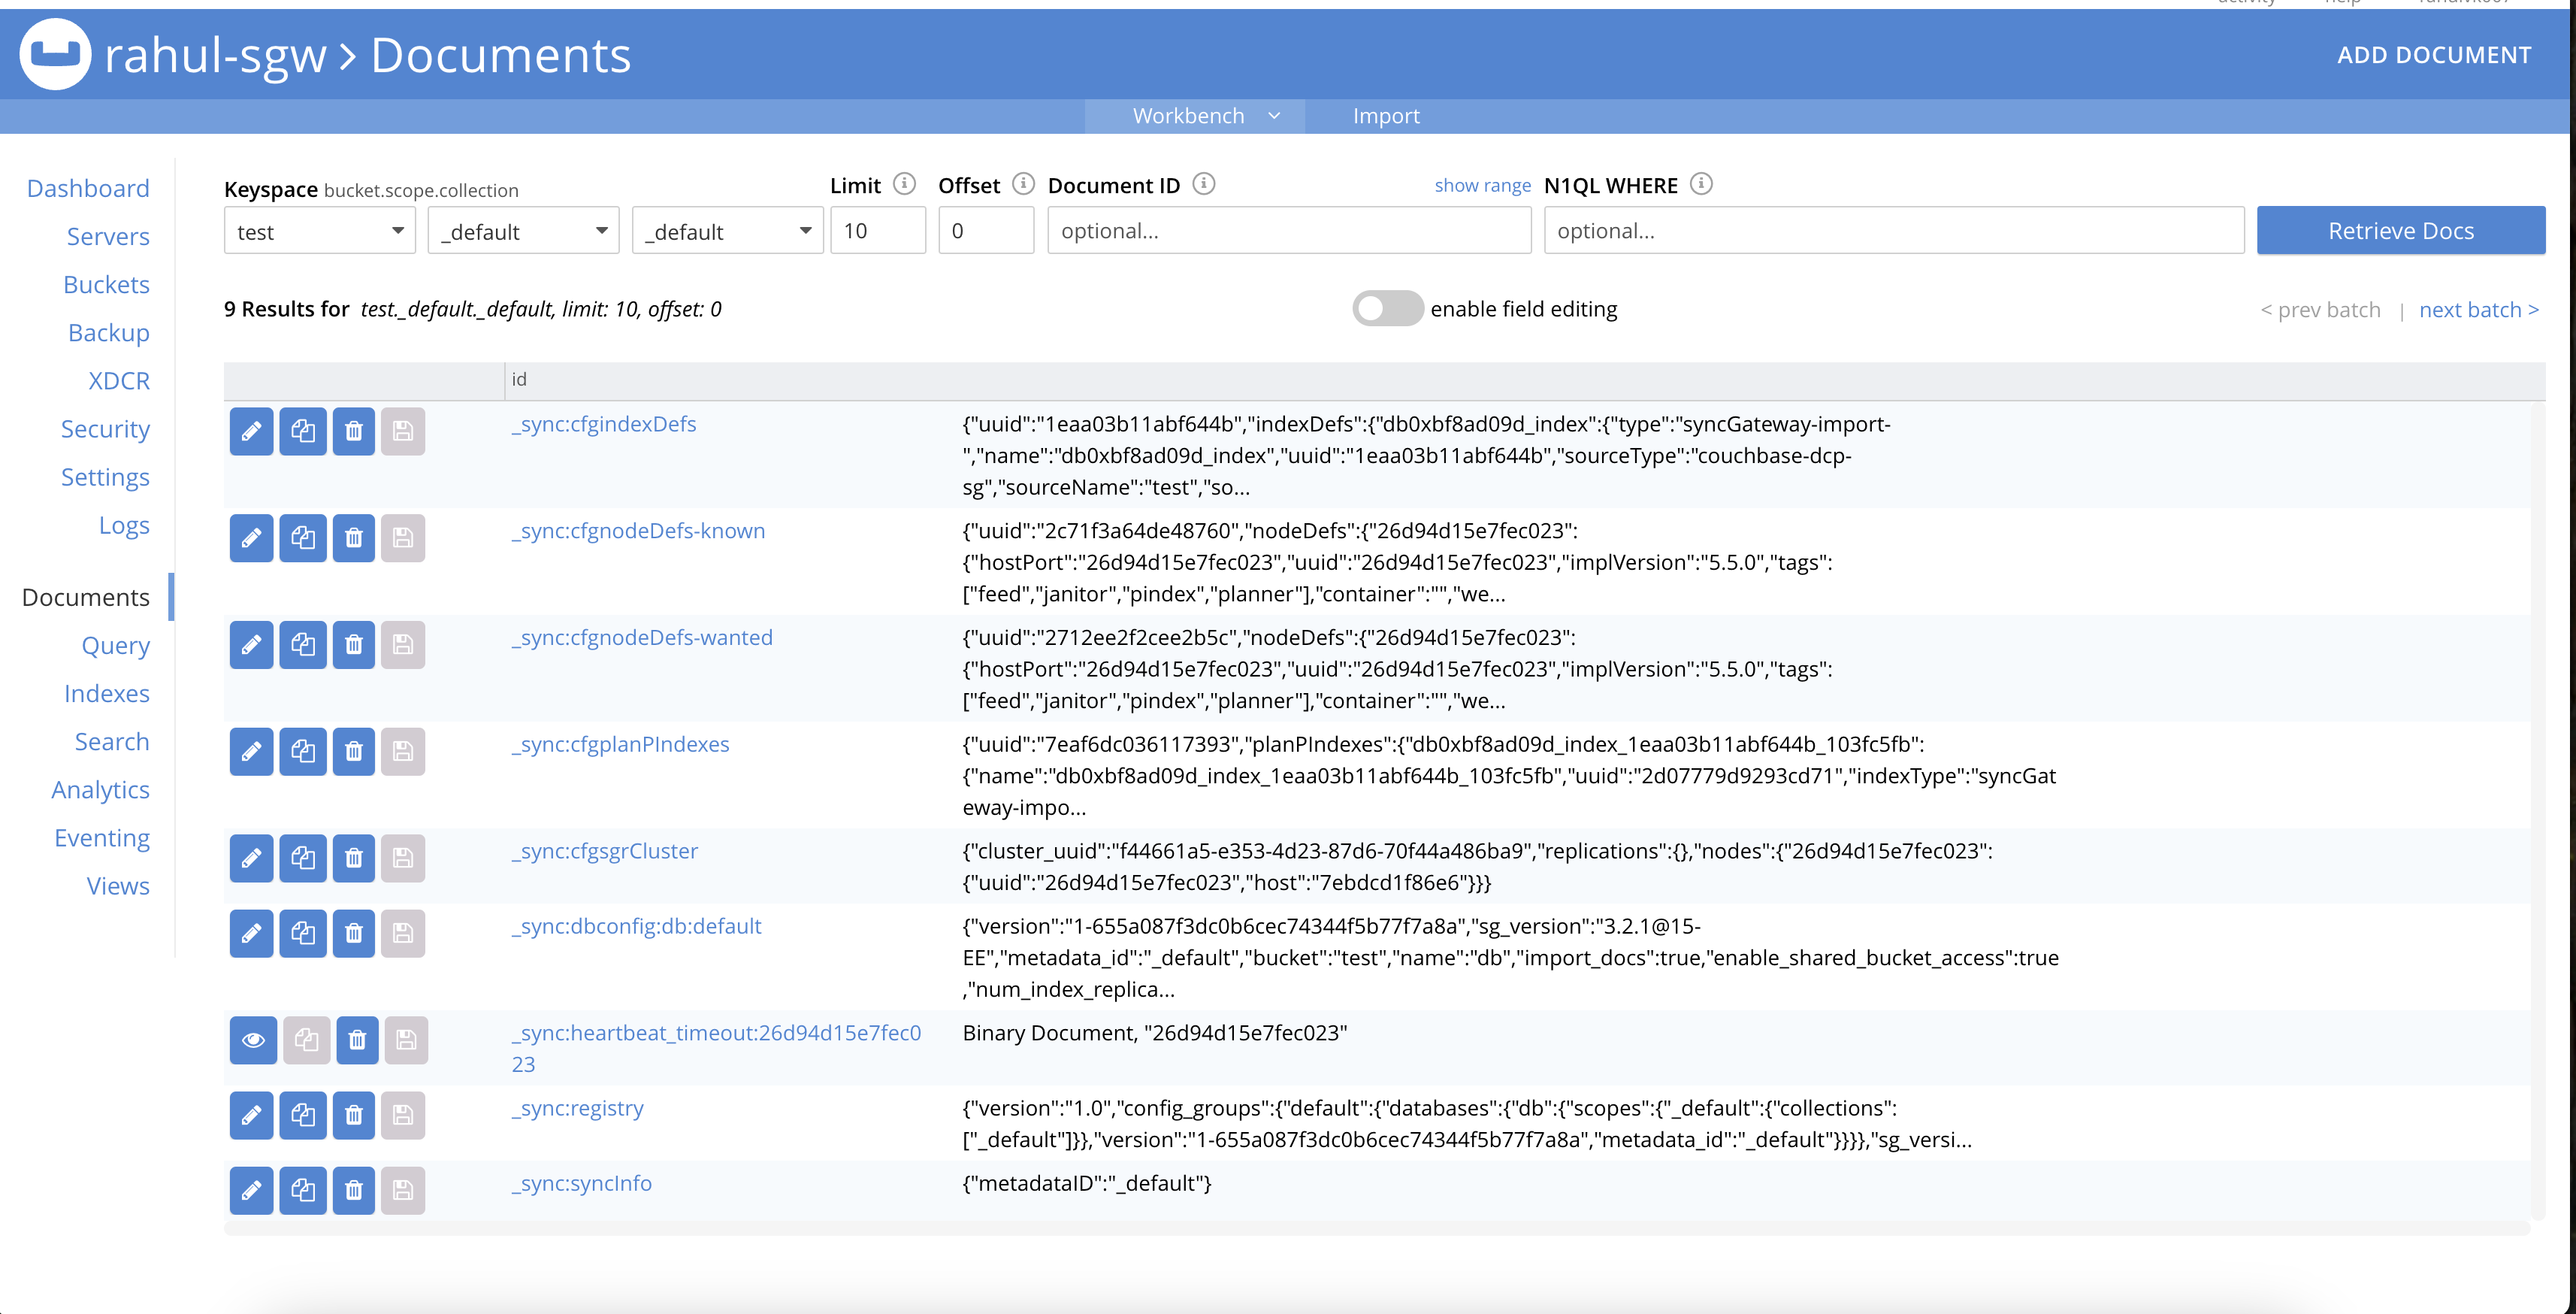 rahul-sgw > Documents
ADD DOCUMENT
Workbench
Import
Dashboard
Servers
Buckets
Backup
XDCR
Security
Settings
Logs
Documents
Query
Indexes
Search
Analytics
Eventing
Views
Keyspace bucket.scope.collection
Limit
Offset
Document ID
show range
N1QL WHERE
test
_default
_default
10
0
optional...
optional...
Retrieve Docs
9 Results for test._default._default, limit: 10, offset: 0
enable field editing
< prev batch | next batch >
id
_sync:cfgindexDefs
{"uuid":"1eaa03b11abf644b","indexDefs":{"db0xbf8ad09d_index":{"type":"syncGateway-import-
","name":"db0xbf8ad09d_index","uuid":"1eaa03b11abf644b","sourceType":"couchbase-dcp-
sg","sourceName":"test","so...
_sync:cfgnodeDefs-known
{"uuid":"2c71f3a64de48760","nodeDefs":{"26d94d15e7fec023":
{"hostPort":"26d94d15e7fec023","uuid":"26d94d15e7fec023","implVersion":"5.5.0","tags":
["feed","janitor","pindex","planner"],"container":"","we...
_sync:cfgnodeDefs-wanted
{"uuid":"2712ee2f2cee2b5c","nodeDefs":{"26d94d15e7fec023":
{"hostPort":"26d94d15e7fec023","uuid":"26d94d15e7fec023","implVersion":"5.5.0","tags":
["feed","janitor","pindex","planner"],"container":"","we...
_sync:cfgplanPIndexes
{"uuid":"7eaf6dc036117393","planPIndexes":{"db0xbf8ad09d_index_1eaa03b11abf644b_103fc5fb":
{"name":"db0xbf8ad09d_index_1eaa03b11abf644b_103fc5fb","uuid":"2d07779d9293cd71","indexType":"syncGat
eway-impo...
_sync:cfgsgrCluster
{"cluster_uuid":"f44661a5-e353-4d23-87d6-70f44a486ba9","replications":{},"nodes":{"26d94d15e7fec023":
{"uuid":"26d94d15e7fec023","host":"7ebdcd1f86e6"}}}
_sync:dbconfig:db:default
{"version":"1-655a087f3dc0b6cec74344f5b77f7a8a","sg_version":"3.2.1@15-
EE","metadata_id":"_default","bucket":"test","name":"db","import_docs":true,"enable_shared_bucket_access":true
,"num_index_replica...
_sync:heartbeat_timeout:26d94d15e7fec0
23
Binary Document, "26d94d15e7fec023"
_sync:registry
{"version":"1.0","config_groups":{"default":{"databases":{"db":{"scopes":{"_default":{"collections":
["_default"]}},"version":"1-655a087f3dc0b6cec74344f5b77f7a8a","metadata_id":"_default"}}}},"sg_versi...
_sync:syncInfo
{"metadataID":"_default"}